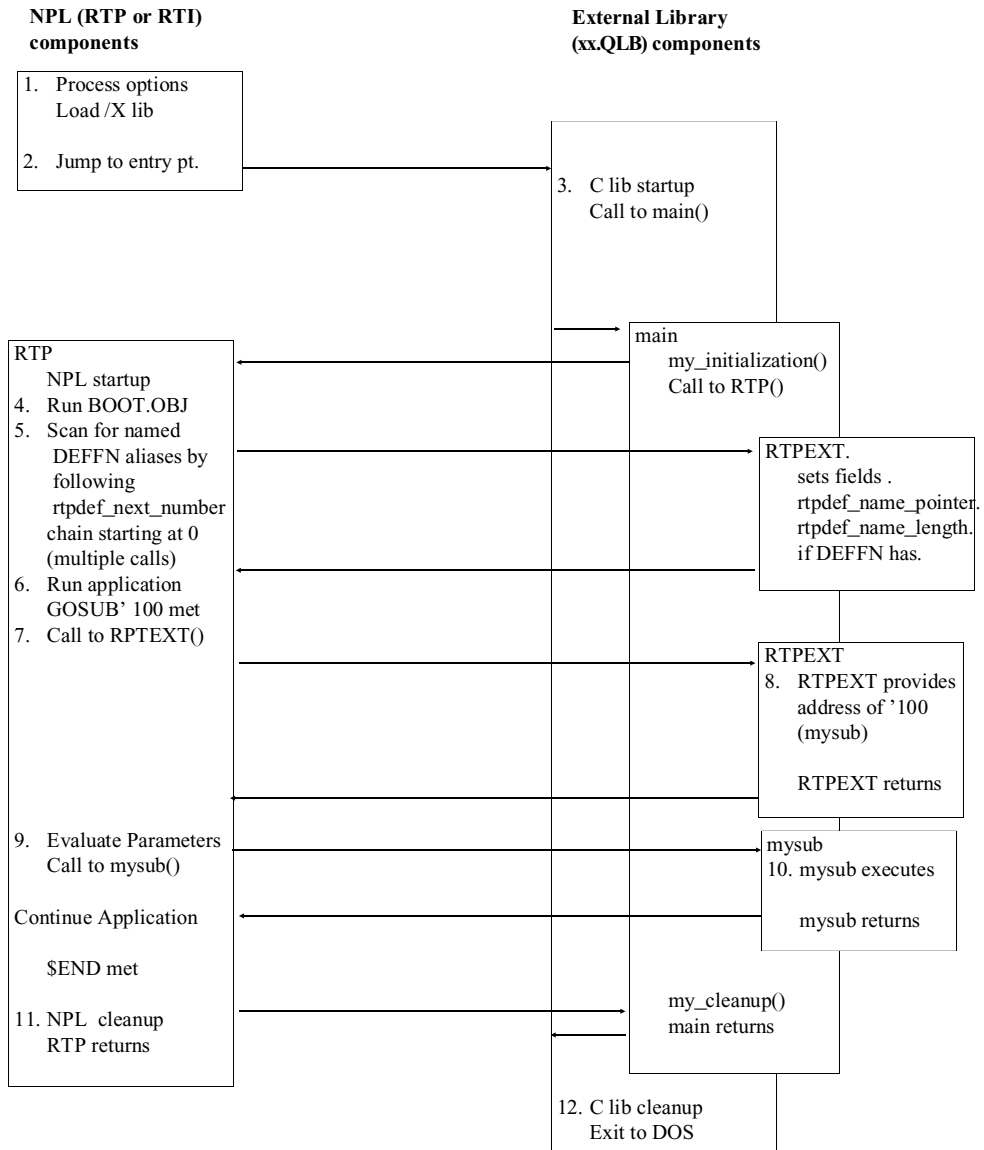 NPL (RTP or RTI)
components
External Library
(xx.QLB) components
1. Process options
Load /X lib
2. Jump to entry pt.
3. C lib startup
Call to main()
main
my_initialization()
Call to RTP()
RTP
NPL startup
4. Run BOOT.OBJ
5. Scan for named
DEFFN aliases by
following
rtpdef_next_number
chain starting at 0
(multiple calls)
6. Run application
GOSUB’ 100 met
7. Call to RPTEXT()
RTPEXT.
sets fields .
rtpdef_name_pointer.
rtpdef_name_length.
if DEFFN has.
RTPEXT
8. RTPEXT provides
address of ’100
(mysub)
RTPEXT returns
9. Evaluate Parameters
Call to mysub()
mysub
10. mysub executes
mysub returns
Continue Application
$END met
11. NPL cleanup
RTP returns
my_cleanup()
main returns
12. C lib cleanup
Exit to DOS